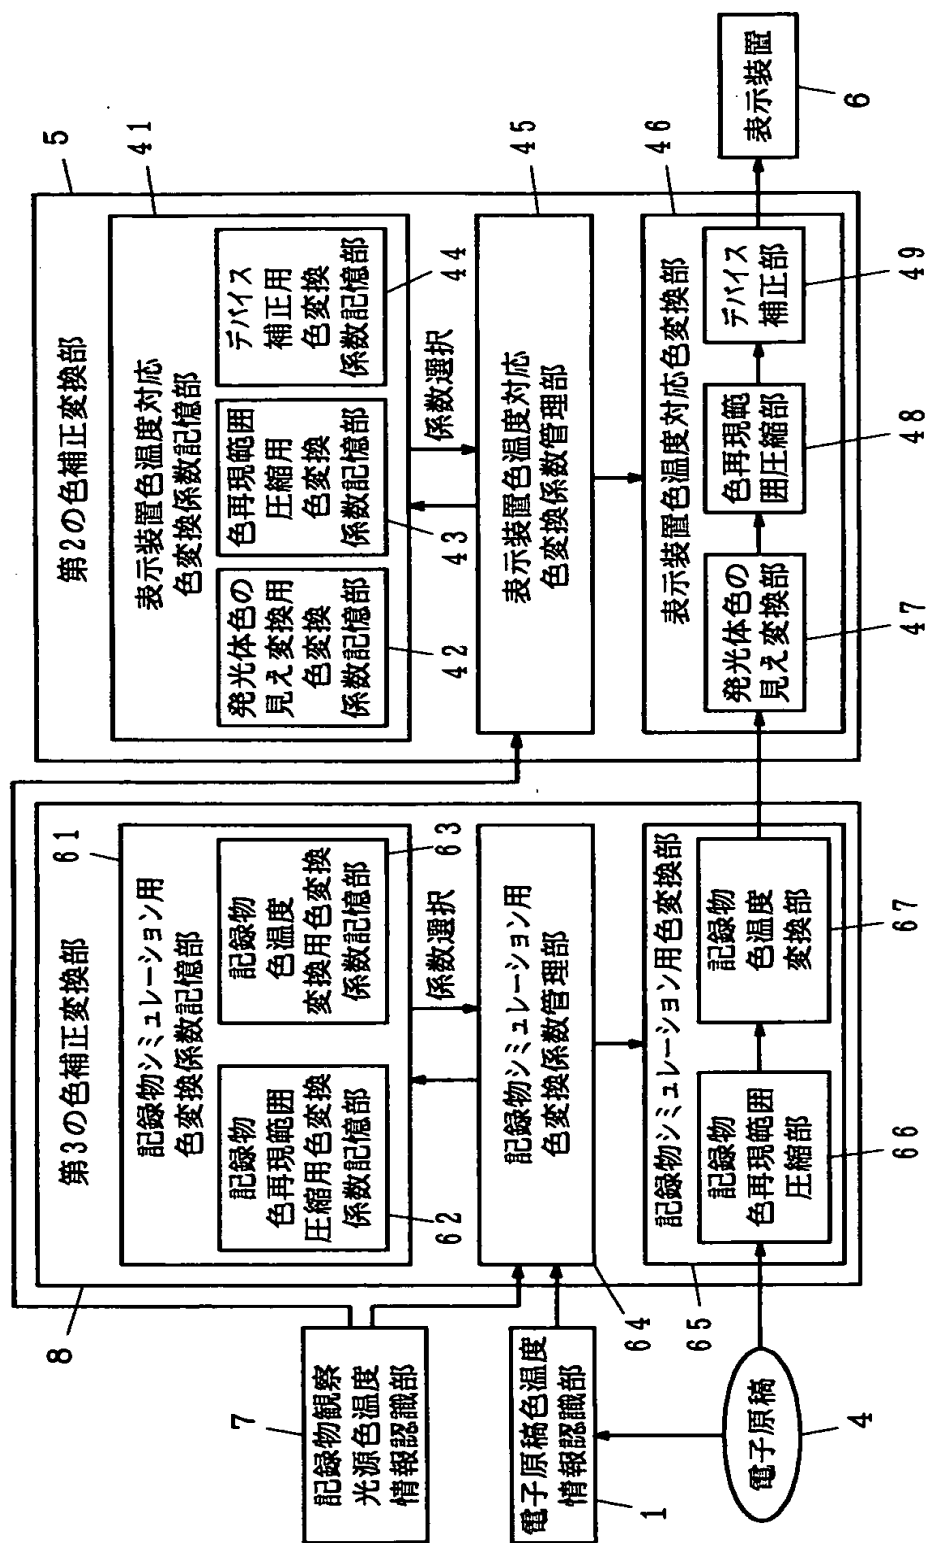 第3の色補正変換部
記録物シミュレーション用
色変換係数記憶部
61
記録物
色再現範囲
圧縮用色変換
係数記憶部
62
記録物
色温度
変換用色変換
係数記憶部
63
係数選択
記録物シミュレーション用
色変換係数管理部
64
記録物シミュレーション用色変換部
65
記録物
色再現範囲
圧縮部
66
記録物
色温度
変換部
67
8
記録物観察
光源色温度
情報認識部
7
電子原稿色温度
情報認識部
1
電子原稿
4
第2の色補正変換部
5
表示装置色温度対応
色変換係数記憶部
41
発光体色の
見え変換用
色変換
係数記憶部
42
色再現範囲
圧縮用
色変換
係数記憶部
43
デバイス
補正用
色変換
係数記憶部
44
係数選択
表示装置色温度対応
色変換係数管理部
45
表示装置色温度対応色変換部
46
発光体色の
見え変換部
47
色再現範
囲圧縮部
48
デバイス
補正部
49
表示装置
6